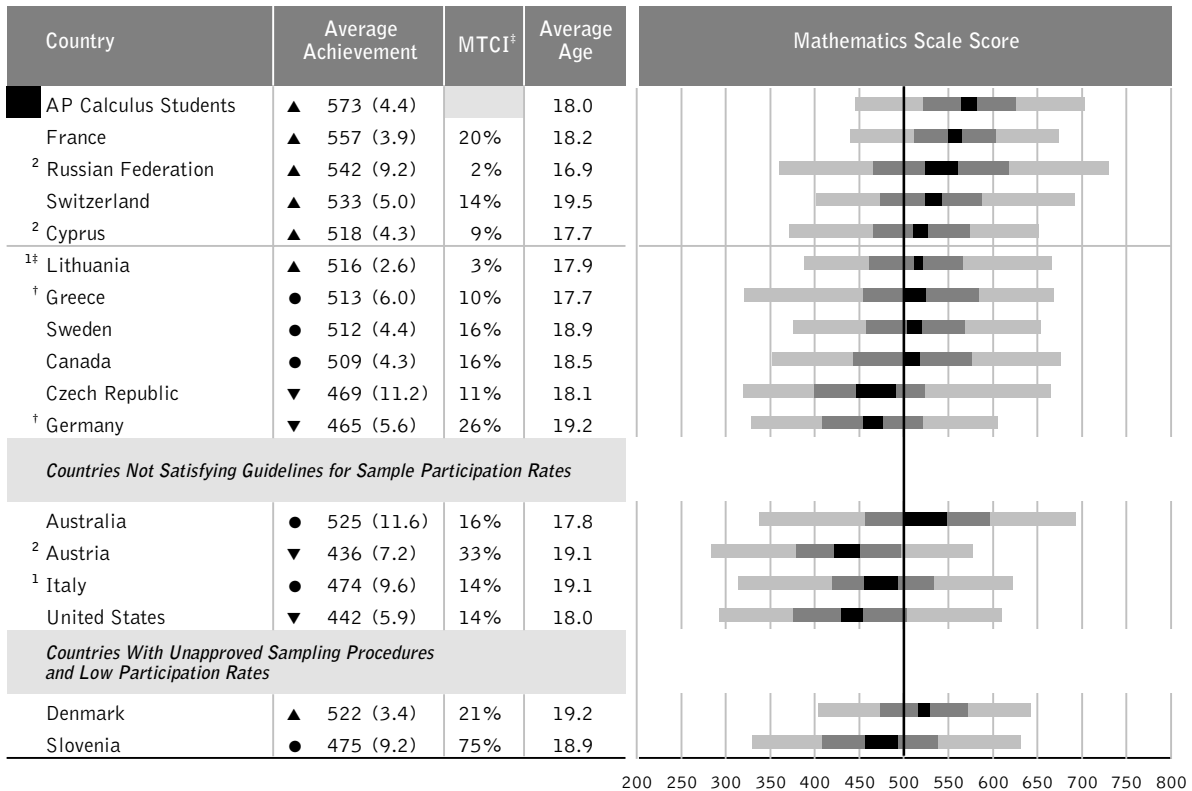 Country Average Achievement MTCI‡ Average Age Mathematics Scale Score
AP Calculus Students ▲ 573 (4.4) 18.0
France ▲ 557 (3.9) 20% 18.2
2 Russian Federation ▲ 542 (9.2) 2% 16.9
Switzerland ▲ 533 (5.0) 14% 19.5
2 Cyprus ▲ 518 (4.3) 9% 17.7
1‡ Lithuania ▲ 516 (2.6) 3% 17.9
† Greece ● 513 (6.0) 10% 17.7
Sweden ● 512 (4.4) 16% 18.9
Canada ● 509 (4.3) 16% 18.5
Czech Republic ▼ 469 (11.2) 11% 18.1
† Germany ▼ 465 (5.6) 26% 19.2
Countries Not Satisfying Guidelines for Sample Participation Rates
Australia ● 525 (11.6) 16% 17.8
2 Austria ▼ 436 (7.2) 33% 19.1
1 Italy ● 474 (9.6) 14% 19.1
United States ▼ 442 (5.9) 14% 18.0
Countries With Unapproved Sampling Procedures
and Low Participation Rates
Denmark ▲ 522 (3.4) 21% 19.2
Slovenia ● 475 (9.2) 75% 18.9
200 250 300 350 400 450 500 550 600 650 700 750 800